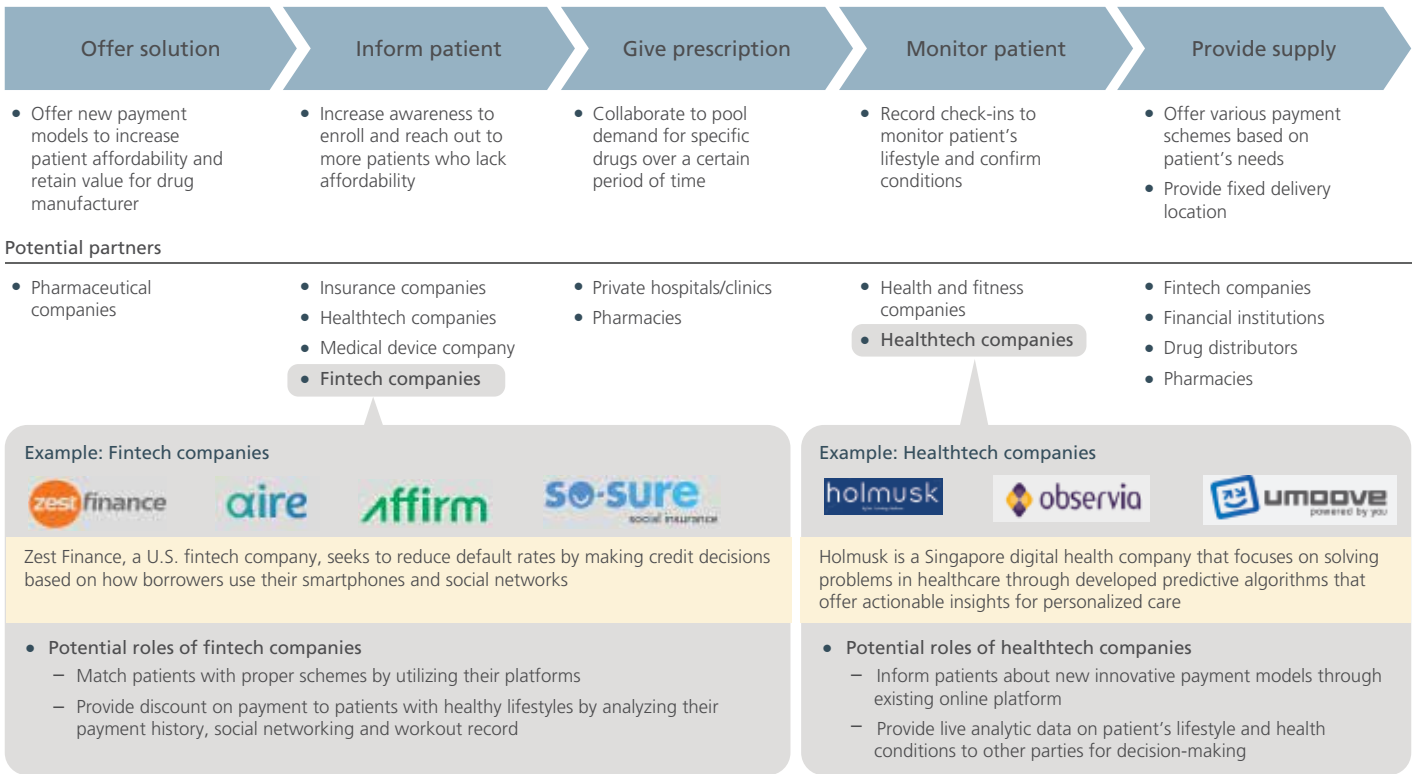 Offer solution
Inform patient
Give prescription
Monitor patient
Provide supply
• Offer new payment
models to increase
patient affordability and
retain value for drug
manufacturer
• Increase awareness to
enroll and reach out to
more patients who lack
affordability
• Collaborate to pool
demand for specific
drugs over a certain
period of time
• Record check-ins to
monitor patient’s
lifestyle and confirm
conditions
• Offer various payment
schemes based on
patient’s needs
• Provide fixed delivery
location
Potential partners
• Pharmaceutical
companies
• Insurance companies
• Healthtech companies
• Medical device company
• Fintech companies
• Private hospitals/clinics
• Pharmacies
• Health and fitness
companies
• Healthtech companies
• Fintech companies
• Financial institutions
• Drug distributors
• Pharmacies
Example: Fintech companies
zest finance
aire
affirm
so-sure
social insurance
Zest Finance, a U.S. fintech company, seeks to reduce default rates by making credit decisions
based on how borrowers use their smartphones and social networks
• Potential roles of fintech companies
– Match patients with proper schemes by utilizing their platforms
– Provide discount on payment to patients with healthy lifestyles by analyzing their
payment history, social networking and workout record
Example: Healthtech companies
holmusk
observia
umoove
powered by you
Holmusk is a Singapore digital health company that focuses on solving
problems in healthcare through developed predictive algorithms that
offer actionable insights for personalized care
• Potential roles of healthtech companies
– Inform patients about new innovative payment models through
existing online platform
– Provide live analytic data on patient’s lifestyle and health
conditions to other parties for decision-making